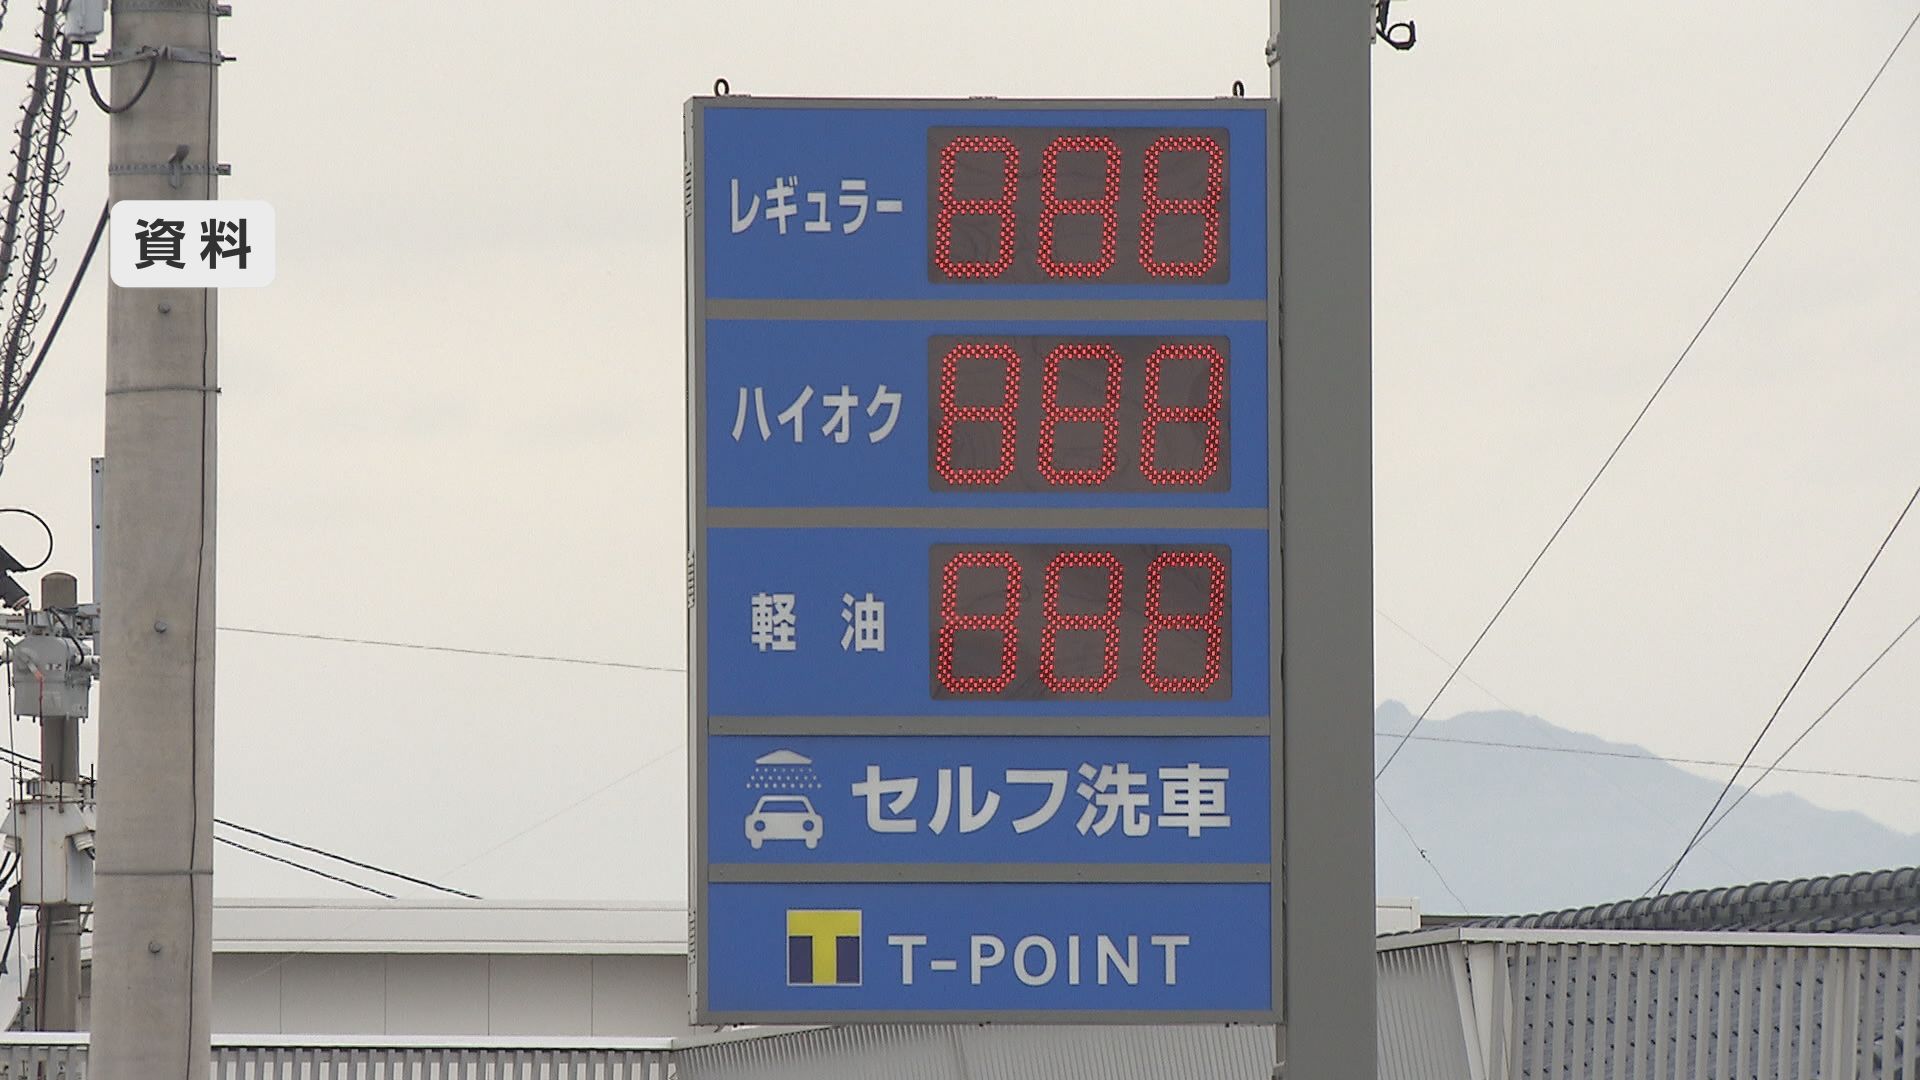 資料
レギュラー 888
ハイオク 888
軽油 888
セルフ洗車
T T-POINT